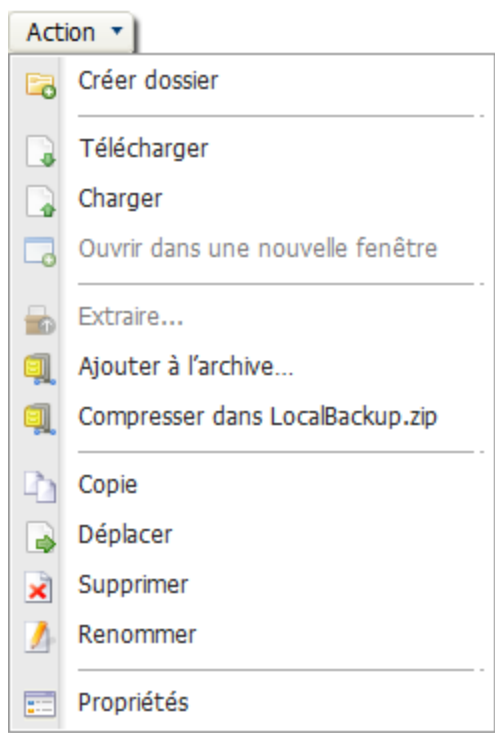 Action
Créer dossier
Télécharger
Charger
Ouvrir dans une nouvelle fenêtre
Extraire...
Ajouter à l’archive...
Compresser dans LocalBackup.zip
Copie
Déplacer
Supprimer
Renommer
Propriétés